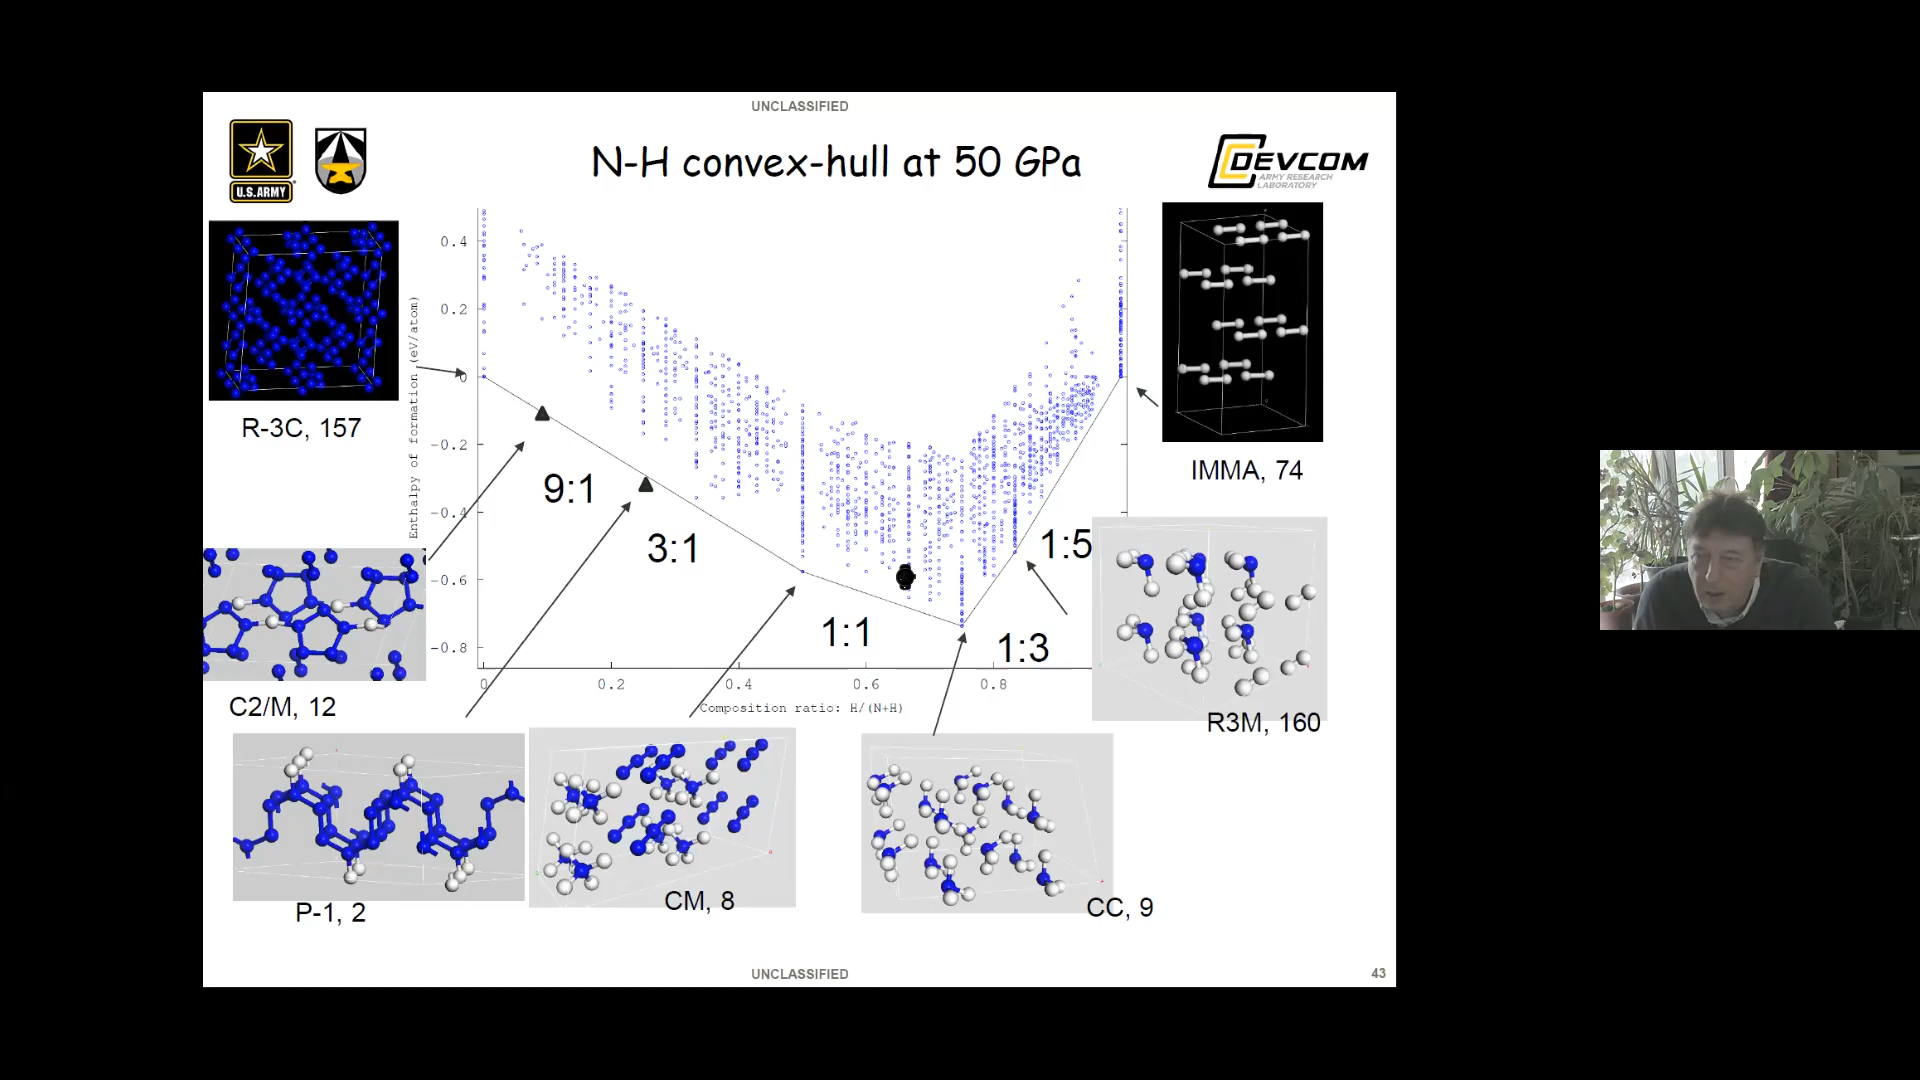 UNCLASSIFIED
N-H convex-hull at 50 GPa
U.S.ARMY
DEVCOM
ARMY RESEARCH
LABORATORY
R-3C, 157
C2/M, 12
P-1, 2
CM, 8
CC, 9
R3M, 160
IMMA, 74
Enthalpy of formation (eV/atom)
0.4
0.2
0
-0.2
-0.4
-0.6
-0.8
9:1
3:1
1:1
1:3
1:5
0
0.2
0.4
0.6
0.8
Composition ratio: H/(N+H)
UNCLASSIFIED
43